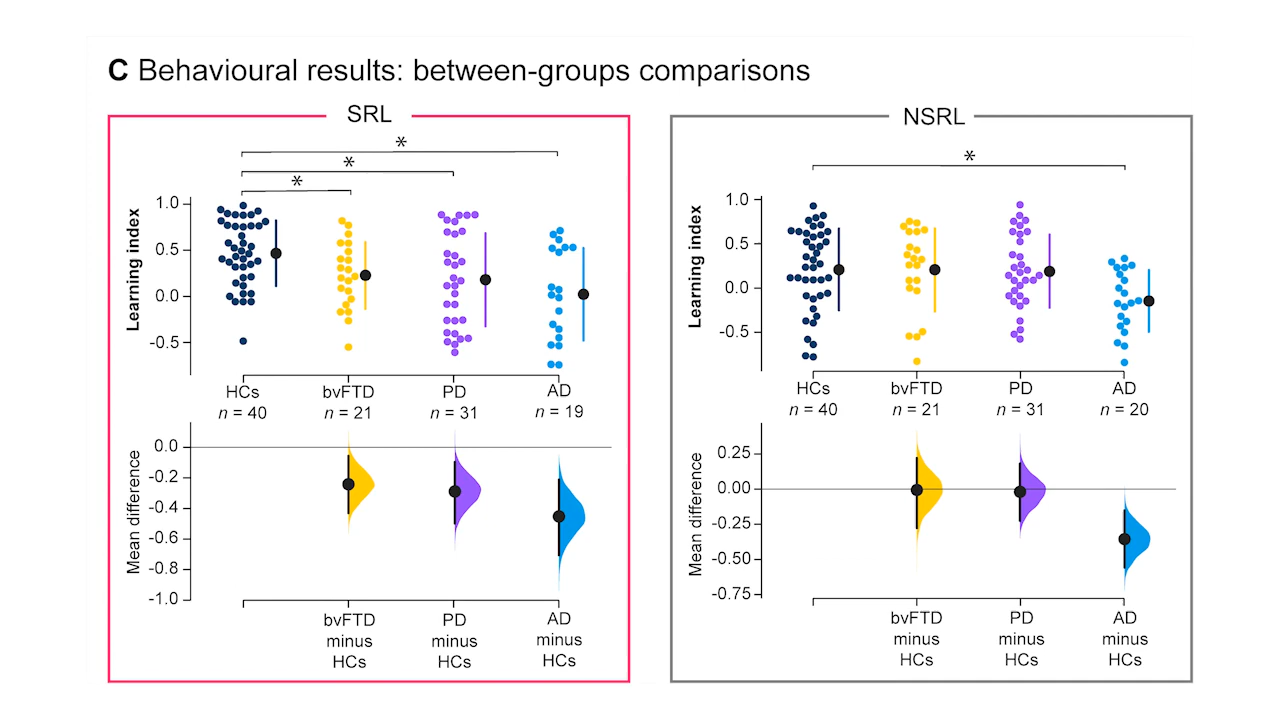 C Behavioural results: between-groups comparisons
SRL
*
*
*
Learning index
1.0
0.5
0.0
-0.5
HCs bvFTD PD AD
n = 40 n = 21 n = 31 n = 19
Mean difference
0.0
-0.2
-0.4
-0.6
-0.8
-1.0
bvFTD PD AD
minus minus minus
HCs HCs HCs
NSRL
*
Learning index
1.0
0.5
0.0
-0.5
HCs bvFTD PD AD
n = 40 n = 21 n = 31 n = 20
Mean difference
0.25
0.00
-0.25
-0.50
-0.75
bvFTD PD AD
minus minus minus
HCs HCs HCs